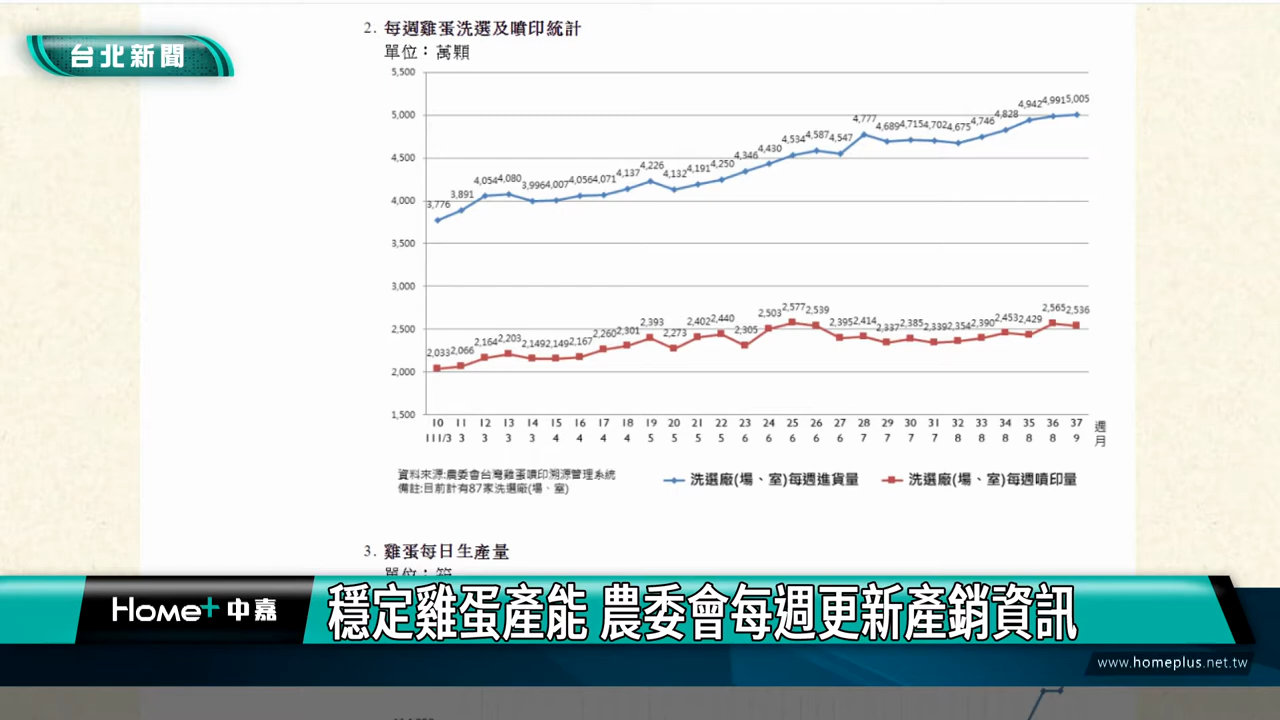 台北新聞
2. 每週雞蛋洗選及噴印統計
單位：萬顆
5,500
5,000
4,500
4,000
3,500
3,000
2,500
2,000
1,500
3,776 3,891 4,054 4,080 3,996 4,007 4,056 4,071 4,137 4,226 4,132 4,191 4,250 4,346 4,430 4,534 4,587 4,547 4,777 4,689 4,715 4,702 4,675 4,746 4,828 4,942 4,991 5,005
2,033 2,066 2,164 2,203 2,149 2,149 2,167 2,260 2,301 2,393 2,273 2,402 2,440 2,305 2,503 2,577 2,539 2,395 2,414 2,337 2,385 2,339 2,354 2,390 2,453 2,429 2,565 2,536
10 11 12 13 14 15 16 17 18 19 20 21 22 23 24 25 26 27 28 29 30 31 32 33 34 35 36 37 週
111/3 3 3 3 3 4 4 4 4 5 5 5 5 6 6 6 6 6 7 7 7 7 8 8 8 8 8 9 月
資料來源:農委會台灣雞蛋噴印溯源管理系統
備註:目前計有87家洗選廠(場、室)
洗選廠(場、室)每週進貨量
洗選廠(場、室)每週噴印量
3. 雞蛋每日生產量
Home+中嘉
穩定雞蛋產能 農委會每週更新產銷資訊
www.homeplus.net.tw